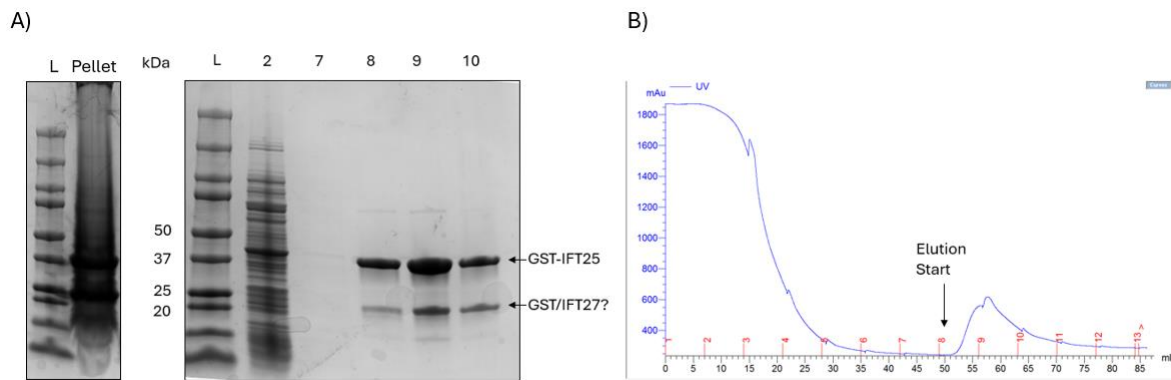 A)
L Pellet kDa L 2 7 8 9 10
50
37
25
20
GST-IFT25
GST/IFT27?
B)
UV
mAu
1800
1600
1400
1200
1000
800
600
400
Elution
Start
1 2 3 4 5 6 7 8 9 10 11 12 13 >
0 5 10 15 20 25 30 35 40 45 50 55 60 65 70 75 80 85 ml